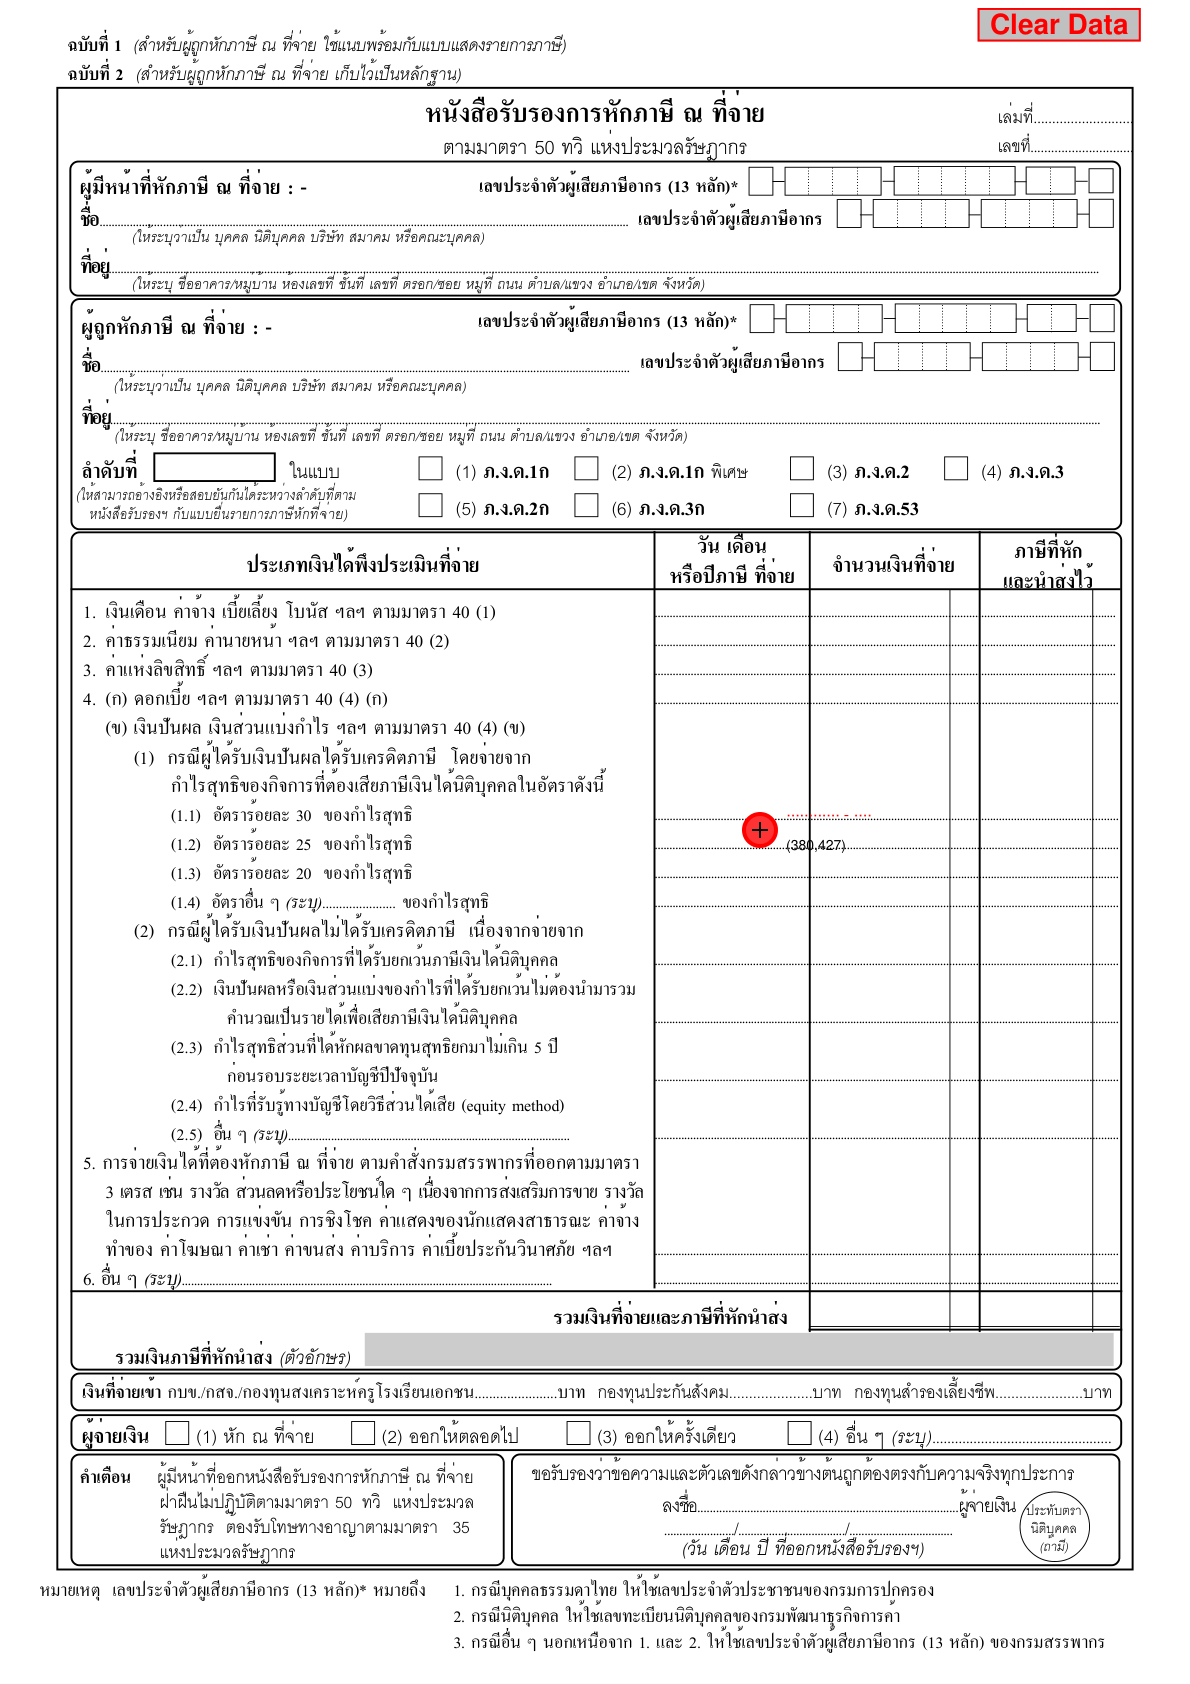 Clear Data
ฉบับที่ 1 (สำหรับผู้ถูกหักภาษี ณ ที่จ่าย ใช้แนบพร้อมกับแบบแสดงรายการภาษี)
ฉบับที่ 2 (สำหรับผู้ถูกหักภาษี ณ ที่จ่าย เก็บไว้เป็นหลักฐาน)
หนังสือรับรองการหักภาษี ณ ที่จ่าย
เล่มที่...........................
ตามมาตรา 50 ทวิ แห่งประมวลรัษฎากร
เลขที่............................
ผู้มีหน้าที่หักภาษี ณ ที่จ่าย : -
เลขประจำตัวผู้เสียภาษีอากร (13 หลัก)*
ชื่อ........................ เลขประจำตัวผู้เสียภาษีอากร
(ให้ระบุว่าเป็น บุคคล นิติบุคคล บริษัท สมาคม หรือคณะบุคคล)
ที่อยู่........................
(ให้ระบุ ชื่ออาคาร/หมู่บ้าน ห้องเลขที่ ชั้นที่ เลขที่ ตรอก/ซอย หมู่ที่ ถนน ตำบล/แขวง อำเภอ/เขต จังหวัด)
ผู้ถูกหักภาษี ณ ที่จ่าย : -
เลขประจำตัวผู้เสียภาษีอากร (13 หลัก)*
ชื่อ........................ เลขประจำตัวผู้เสียภาษีอากร
(ให้ระบุว่าเป็น บุคคล นิติบุคคล บริษัท สมาคม หรือคณะบุคคล)
ที่อยู่........................
(ให้ระบุ ชื่ออาคาร/หมู่บ้าน ห้องเลขที่ ชั้นที่ เลขที่ ตรอก/ซอย หมู่ที่ ถนน ตำบล/แขวง อำเภอ/เขต จังหวัด)
ลำดับที่ ในแบบ (1) ภ.ง.ด.1ก (2) ภ.ง.ด.1ก พิเศษ (3) ภ.ง.ด.2 (4) ภ.ง.ด.3
(ให้สามารถอ้างอิงหรือสอบยันกันได้ระหว่างลำดับที่ตาม
หนังสือรับรองฯ กับแบบยื่นรายการภาษีหักที่จ่าย)
(5) ภ.ง.ด.2ก (6) ภ.ง.ด.3ก (7) ภ.ง.ด.53
ประเภทเงินได้พึงประเมินที่จ่าย
วัน เดือน
หรือปีภาษี ที่จ่าย
จำนวนเงินที่จ่าย
ภาษีที่หัก
และนำส่งไว้
1. เงินเดือน ค่าจ้าง เบี้ยเลี้ยง โบนัส ฯลฯ ตามมาตรา 40 (1)
2. ค่าธรรมเนียม ค่านายหน้า ฯลฯ ตามมาตรา 40 (2)
3. ค่าแห่งลิขสิทธิ์ ฯลฯ ตามมาตรา 40 (3)
4. (ก) ดอกเบี้ย ฯลฯ ตามมาตรา 40 (4) (ก)
(ข) เงินปันผล เงินส่วนแบ่งกำไร ฯลฯ ตามมาตรา 40 (4) (ข)
(1) กรณีผู้ได้รับเงินปันผลได้รับเครดิตภาษี โดยจ่ายจาก
กำไรสุทธิของกิจการที่ต้องเสียภาษีเงินได้นิติบุคคลในอัตราดังนี้
(1.1) อัตราร้อยละ 30 ของกำไรสุทธิ
(1.2) อัตราร้อยละ 25 ของกำไรสุทธิ
(380,427)
(1.3) อัตราร้อยละ 20 ของกำไรสุทธิ
(1.4) อัตราอื่น ๆ (ระบุ)...................... ของกำไรสุทธิ
(2) กรณีผู้ได้รับเงินปันผลไม่ได้รับเครดิตภาษี เนื่องจากจ่ายจาก
(2.1) กำไรสุทธิของกิจการที่ได้รับยกเว้นภาษีเงินได้นิติบุคคล
(2.2) เงินปันผลหรือเงินส่วนแบ่งของกำไรที่ได้รับยกเว้นไม่ต้องนำมารวม
คำนวณเป็นรายได้เพื่อเสียภาษีเงินได้นิติบุคคล
(2.3) กำไรสุทธิส่วนที่ได้หักผลขาดทุนสุทธิยกมาไม่เกิน 5 ปี
ก่อนรอบระยะเวลาบัญชีปีปัจจุบัน
(2.4) กำไรที่รับรู้ทางบัญชีโดยวิธีส่วนได้เสีย (equity method)
(2.5) อื่น ๆ (ระบุ)........................
5. การจ่ายเงินได้ที่ต้องหักภาษี ณ ที่จ่าย ตามคำสั่งกรมสรรพากรที่ออกตามมาตรา
3 เตรส เช่น รางวัล ส่วนลดหรือประโยชน์ใด ๆ เนื่องจากการส่งเสริมการขาย รางวัล
ในการประกวด การแข่งขัน การชิงโชค ค่าแสดงของนักแสดงสาธารณะ ค่าจ้าง
ทำของ ค่าโฆษณา ค่าเช่า ค่าขนส่ง ค่าบริการ ค่าเบี้ยประกันวินาศภัย ฯลฯ
6. อื่น ๆ (ระบุ)........................
รวมเงินที่จ่ายและภาษีที่หักนำส่ง
รวมเงินภาษีที่หักนำส่ง (ตัวอักษร)
เงินที่จ่ายเข้า กบข./กสจ./กองทุนสงเคราะห์ครูโรงเรียนเอกชน......................บาท กองทุนประกันสังคม......................บาท กองทุนสำรองเลี้ยงชีพ.......................บาท
ผู้จ่ายเงิน (1) หัก ณ ที่จ่าย (2) ออกให้ตลอดไป (3) ออกให้ครั้งเดียว (4) อื่น ๆ (ระบุ)........................
คำเตือน ผู้มีหน้าที่ออกหนังสือรับรองการหักภาษี ณ ที่จ่าย
ฝ่าฝืนไม่ปฏิบัติตามมาตรา 50 ทวิ แห่งประมวล
รัษฎากร ต้องรับโทษทางอาญาตามมาตรา 35
แห่งประมวลรัษฎากร
ขอรับรองว่าข้อความและตัวเลขดังกล่าวข้างต้นถูกต้องตรงกับความจริงทุกประการ
ลงชื่อ........................ผู้จ่ายเงิน
................../............................/...........................
(วัน เดือน ปี ที่ออกหนังสือรับรองฯ)
ประทับตรา
นิติบุคคล
(ถ้ามี)
หมายเหตุ เลขประจำตัวผู้เสียภาษีอากร (13 หลัก)* หมายถึง 1. กรณีบุคคลธรรมดาไทย ให้ใช้เลขประจำตัวประชาชนของกรมการปกครอง
2. กรณีนิติบุคคล ให้ใช้เลขทะเบียนนิติบุคคลของกรมพัฒนาธุรกิจการค้า
3. กรณีอื่น ๆ นอกเหนือจาก 1. และ 2. ให้ใช้เลขประจำตัวผู้เสียภาษีอากร (13 หลัก) ของกรมสรรพากร